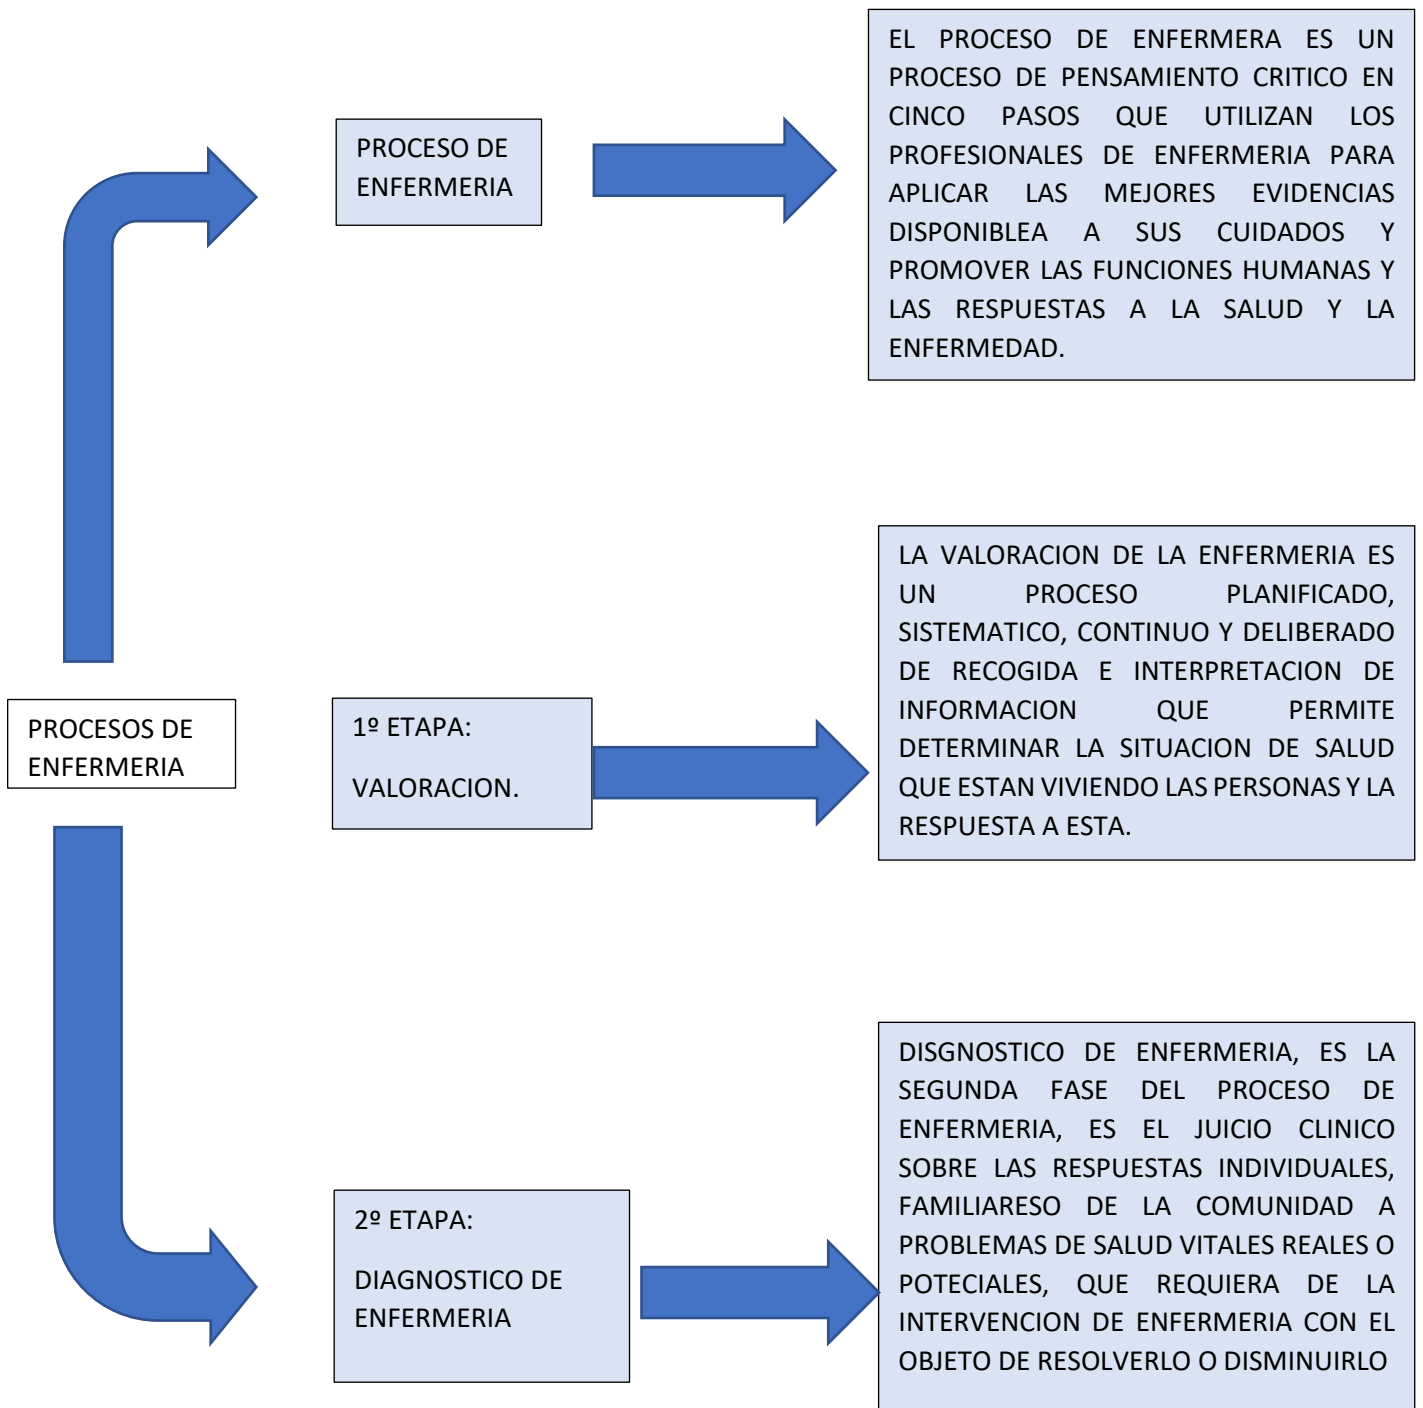 PROCESO DE
ENFERMERIA
EL PROCESO DE ENFERMERA ES UN
PROCESO DE PENSAMIENTO CRITICO EN
CINCO PASOS QUE UTILIZAN LOS
PROFESIONALES DE ENFERMERIA PARA
APLICAR LAS MEJORES EVIDENCIAS
DISPONIBLEA A SUS CUIDADOS Y
PROMOVER LAS FUNCIONES HUMANAS Y
LAS RESPUESTAS A LA SALUD Y LA
ENFERMEDAD.
PROCESOS DE
ENFERMERIA
1º ETAPA:
VALORACION.
LA VALORACION DE LA ENFERMERIA ES
UN PROCESO PLANIFICADO,
SISTEMATICO, CONTINUO Y DELIBERADO
DE RECOGIDA E INTERPRETACION DE
INFORMACION QUE PERMITE
DETERMINAR LA SITUACION DE SALUD
QUE ESTAN VIVIENDO LAS PERSONAS Y LA
RESPUESTA A ESTA.
2º ETAPA:
DIAGNOSTICO DE
ENFERMERIA
DISGNOSTICO DE ENFERMERIA, ES LA
SEGUNDA FASE DEL PROCESO DE
ENFERMERIA, ES EL JUICIO CLINICO
SOBRE LAS RESPUESTAS INDIVIDUALES,
FAMILIARESO DE LA COMUNIDAD A
PROBLEMAS DE SALUD VITALES REALES O
POTECIALES, QUE REQUIERA DE LA
INTERVENCION DE ENFERMERIA CON EL
OBJETO DE RESOLVERLO O DISMINUIRLO